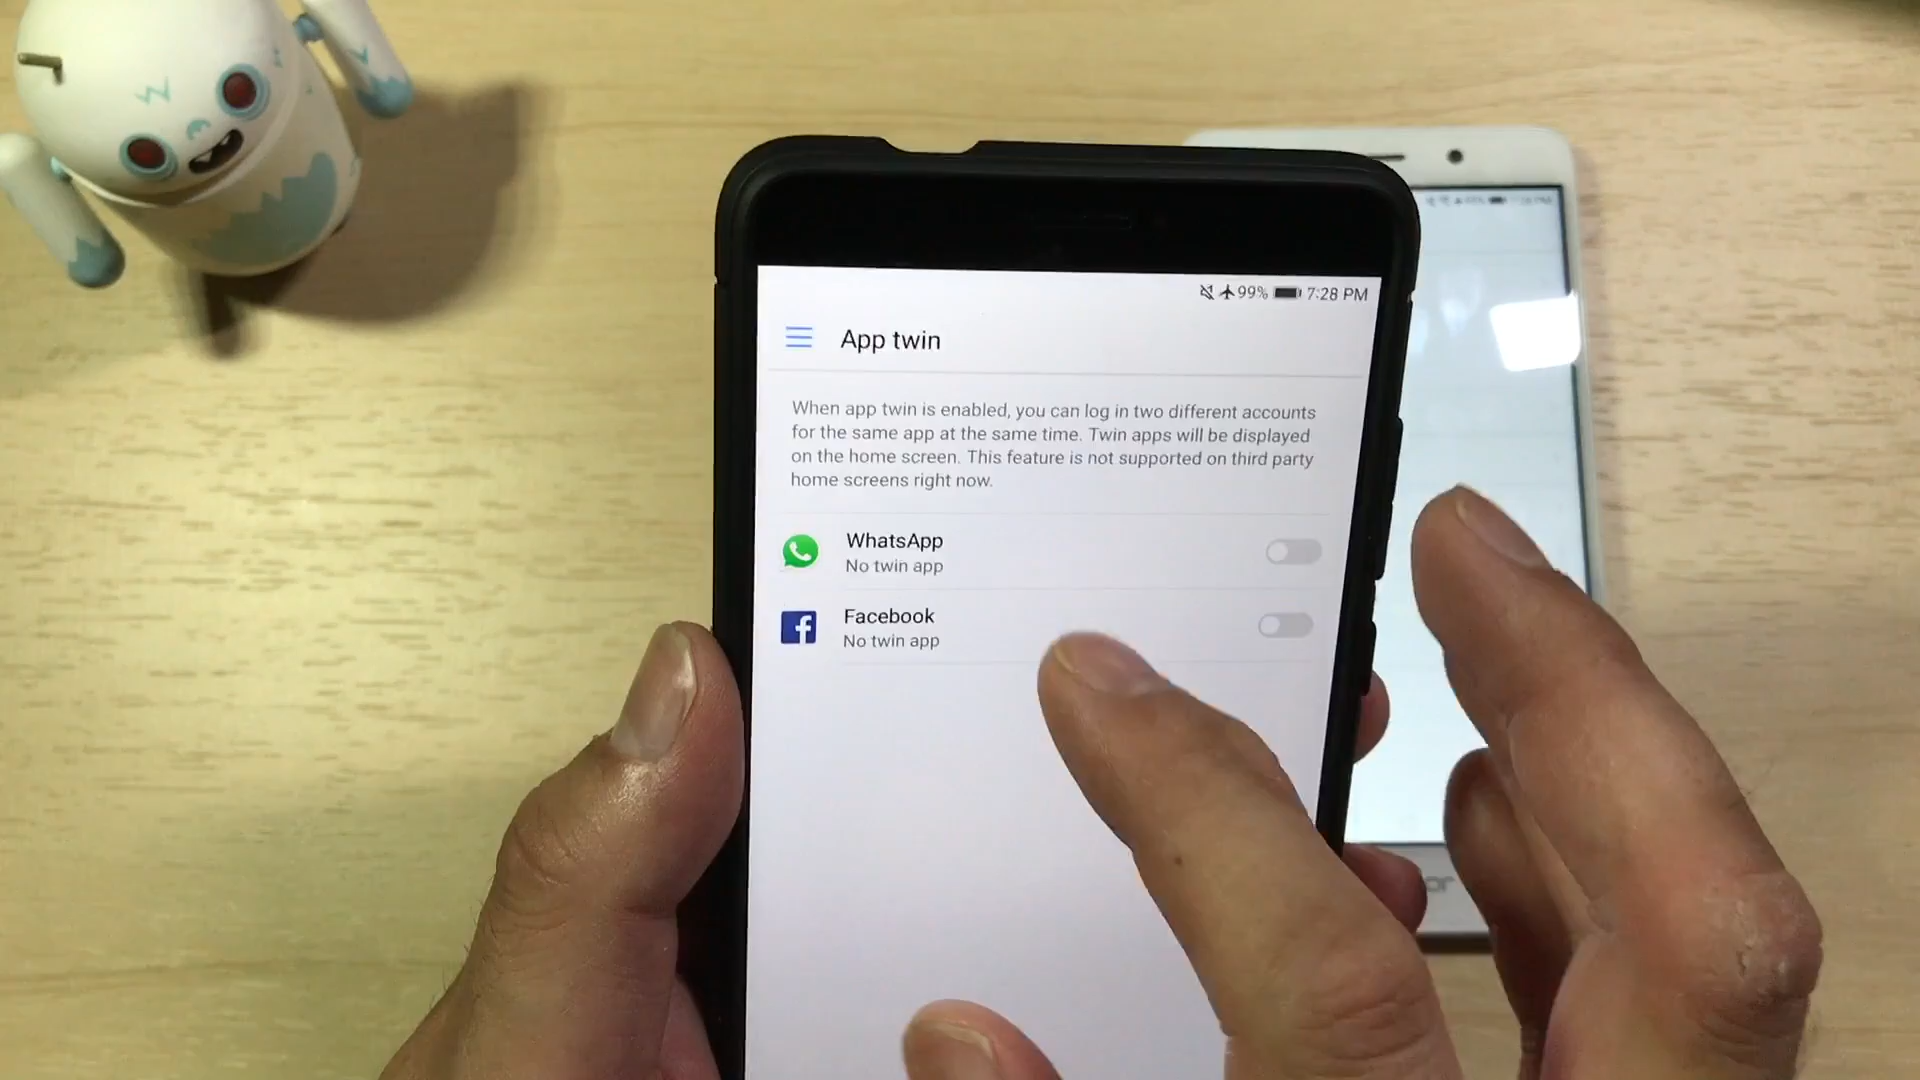 99% 7:28 PM
App twin
When app twin is enabled, you can log in two different accounts
for the same app at the same time. Twin apps will be displayed
on the home screen. This feature is not supported on third party
home screens right now.
WhatsApp
No twin app
Facebook
No twin app
or